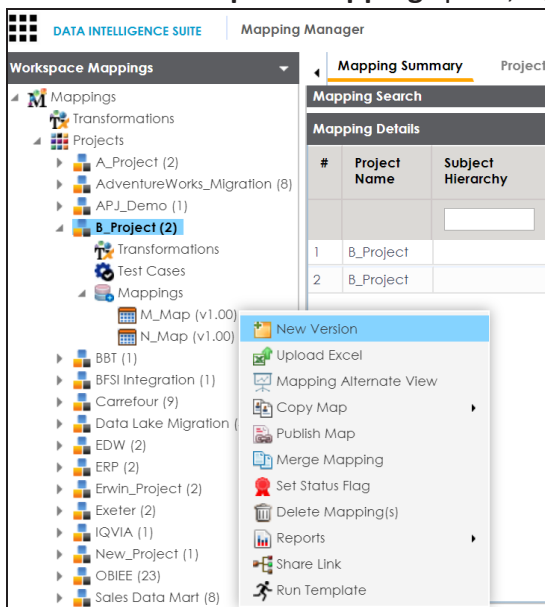 Mapping
DATA INTELLIGENCE SUITE Mapping Manager
Workspace Mappings
Mapping Summary Project
Mappings
Mapping Search
Transformations
Mapping Details
Projects
# Project Name Subject Hierarchy
A_Project (2)
AdventureWorks_Migration (8)
APJ_Demo (1)
B_Project (2)
1 B_Project
Transformations
2 B_Project
Test Cases
Mappings
M_Map (v1.00)
N_Map (v1.00)
New Version
Upload Excel
Mapping Alternate View
Copy Map
Publish Map
Merge Mapping
Set Status Flag
Delete Mapping(s)
Reports
Share Link
Run Template
BBT (1)
BFSI Integration (1)
Carrefour (9)
Data Lake Migration (
EDW (2)
ERP (2)
Erwin_Project (2)
Exeter (2)
IQVIA (1)
New_Project (1)
OBIEE (23)
Sales Data Mart (8)